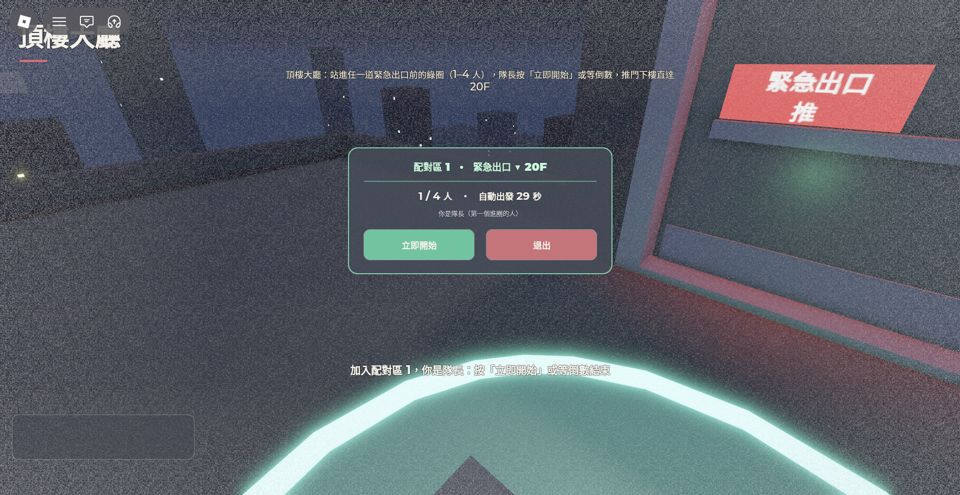 頂樓大廳
頂樓大廳：站進任一道緊急出口前的綠圈（1–4 人），隊長按「立即開始」或等倒數，推門下樓直達
20F
緊急出口
推
配對區 1 • 緊急出口 ▼ 20F
1 / 4 人 • 自動出發 29 秒
你是隊長（第一個進圈的人）
立即開始
退出
加入配對區 1，你是隊長：按「立即開始」或等倒數結束